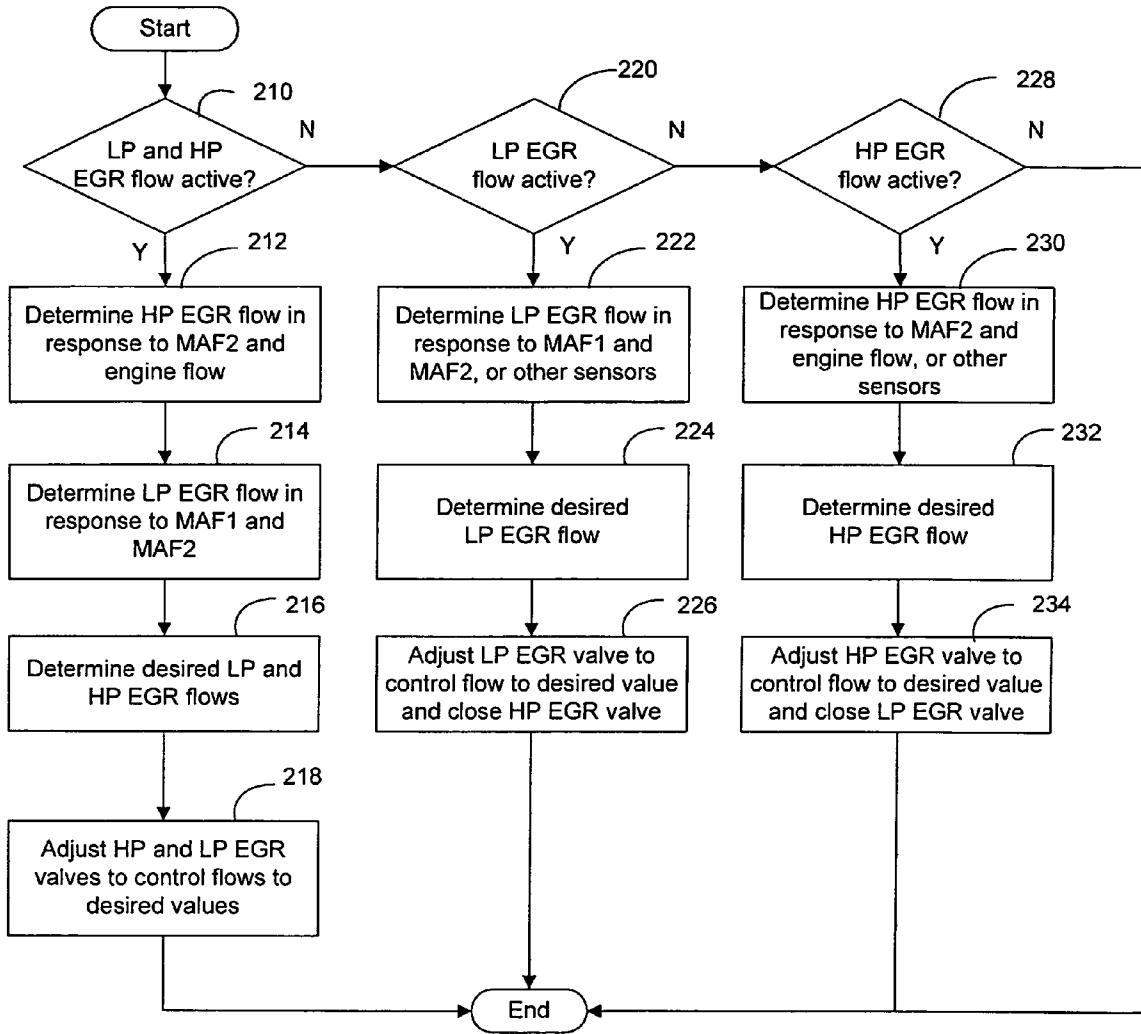 Start
210
LP and HP
EGR flow active?
N
Y
220
LP EGR
flow active?
N
Y
228
HP EGR
flow active?
N
Y
212
Determine HP EGR flow in
response to MAF2 and
engine flow
222
Determine LP EGR flow in
response to MAF1 and
MAF2, or other sensors
230
Determine HP EGR flow in
response to MAF2 and
engine flow, or other
sensors
214
Determine LP EGR flow in
response to MAF1 and
MAF2
224
Determine desired
LP EGR flow
232
Determine desired
HP EGR flow
216
Determine desired LP and
HP EGR flows
226
Adjust LP EGR valve to
control flow to desired value
and close HP EGR valve
234
Adjust HP EGR valve to
control flow to desired value
and close LP EGR valve
218
Adjust HP and LP EGR
valves to control flows to
desired values
End